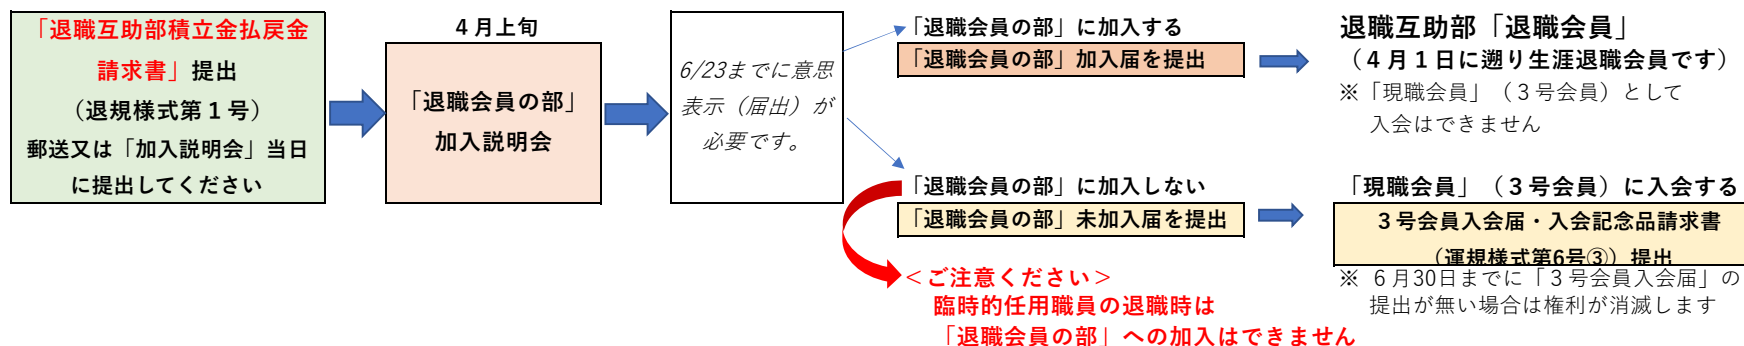 「退職互助部積立金払戻金
請求書」提出
（退規様式第１号）
郵送又は「加入説明会」当日
に提出してください
４月上旬
「退職会員の部」
加入説明会
6/23までに意思
表示（届出）が
必要です。
「退職会員の部」に加入する
「退職会員の部」加入届を提出
退職互助部「退職会員」
（４月１日に遡り生涯退職会員です）
※「現職会員」（３号会員）として
入会はできません
「退職会員の部」に加入しない
「退職会員の部」未加入届を提出
＜ご注意ください＞
臨時的任用職員の退職時は
「退職会員の部」への加入はできません
「現職会員」（３号会員）に入会する
３号会員入会届・入会記念品請求書
（運規様式第6号③）提出
※ ６月30日までに「３号会員入会届」の
提出が無い場合は権利が消滅します